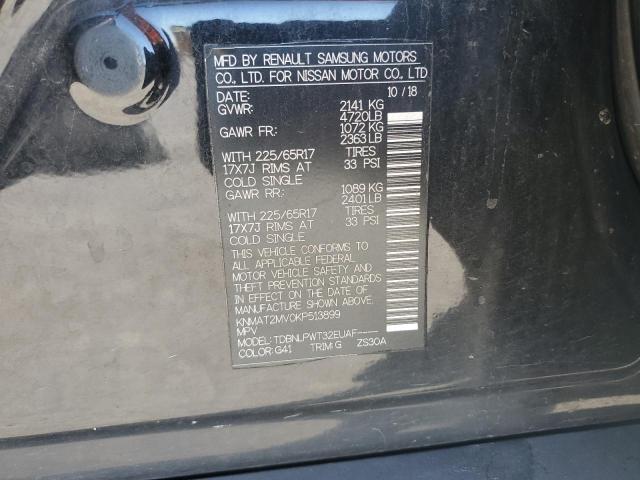 MFD BY RENAULT SAMSUNG MOTORS
CO., LTD. FOR NISSAN MOTOR CO., LTD
DATE: 10 / 18
GVWR: 2141 KG
4720LB
GAWR FR: 1072 KG
2363LB
WITH 225/65R17 TIRES
17X7J RIMS AT 33 PSI
COLD SINGLE
GAWR RR: 1089 KG
2401LB
WITH 225/65R17 TIRES
17X7J RIMS AT 33 PSI
COLD SINGLE
THIS VEHICLE CONFORMS TO
ALL APPLICABLE FEDERAL
MOTOR VEHICLE SAFETY AND
THEFT PREVENTION STANDARDS
IN EFFECT ON THE DATE OF
MANUFACTURE SHOWN ABOVE.
KNMAT2MV0KP513899
MPV
MODEL: TDBNLPWT32EUAF-----
COLOR: G41 TRIM: G ZS30A